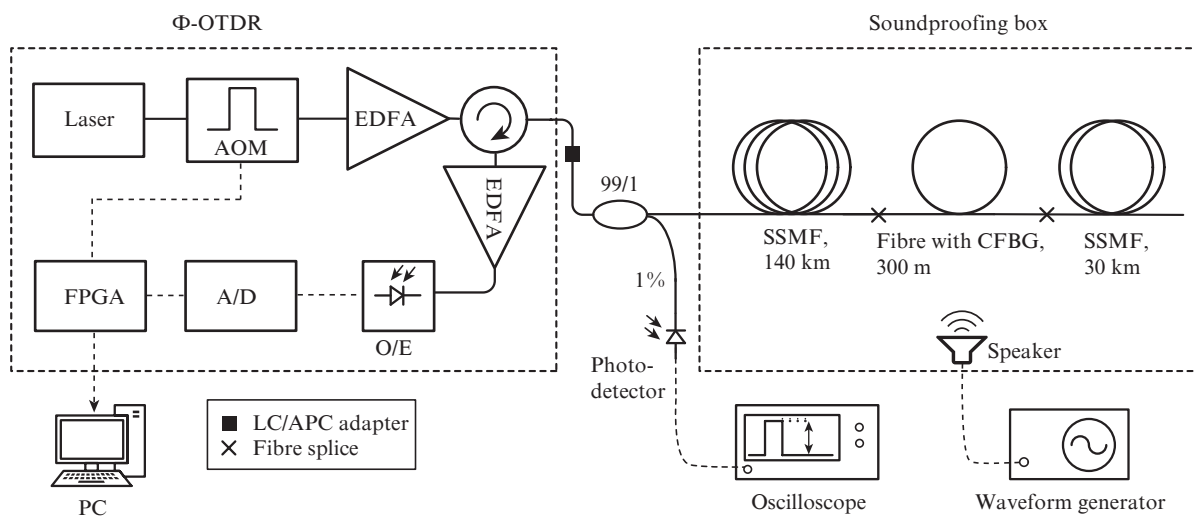 Φ-OTDR
Soundproofing box
Laser
AOM
EDFA
EDFA
99/1
SSMF,
140 km
Fibre with CFBG,
300 m
SSMF,
30 km
1%
FPGA
A/D
O/E
Photo-
detector
Speaker
LC/APC adapter
Fibre splice
PC
Oscilloscope
Waveform generator